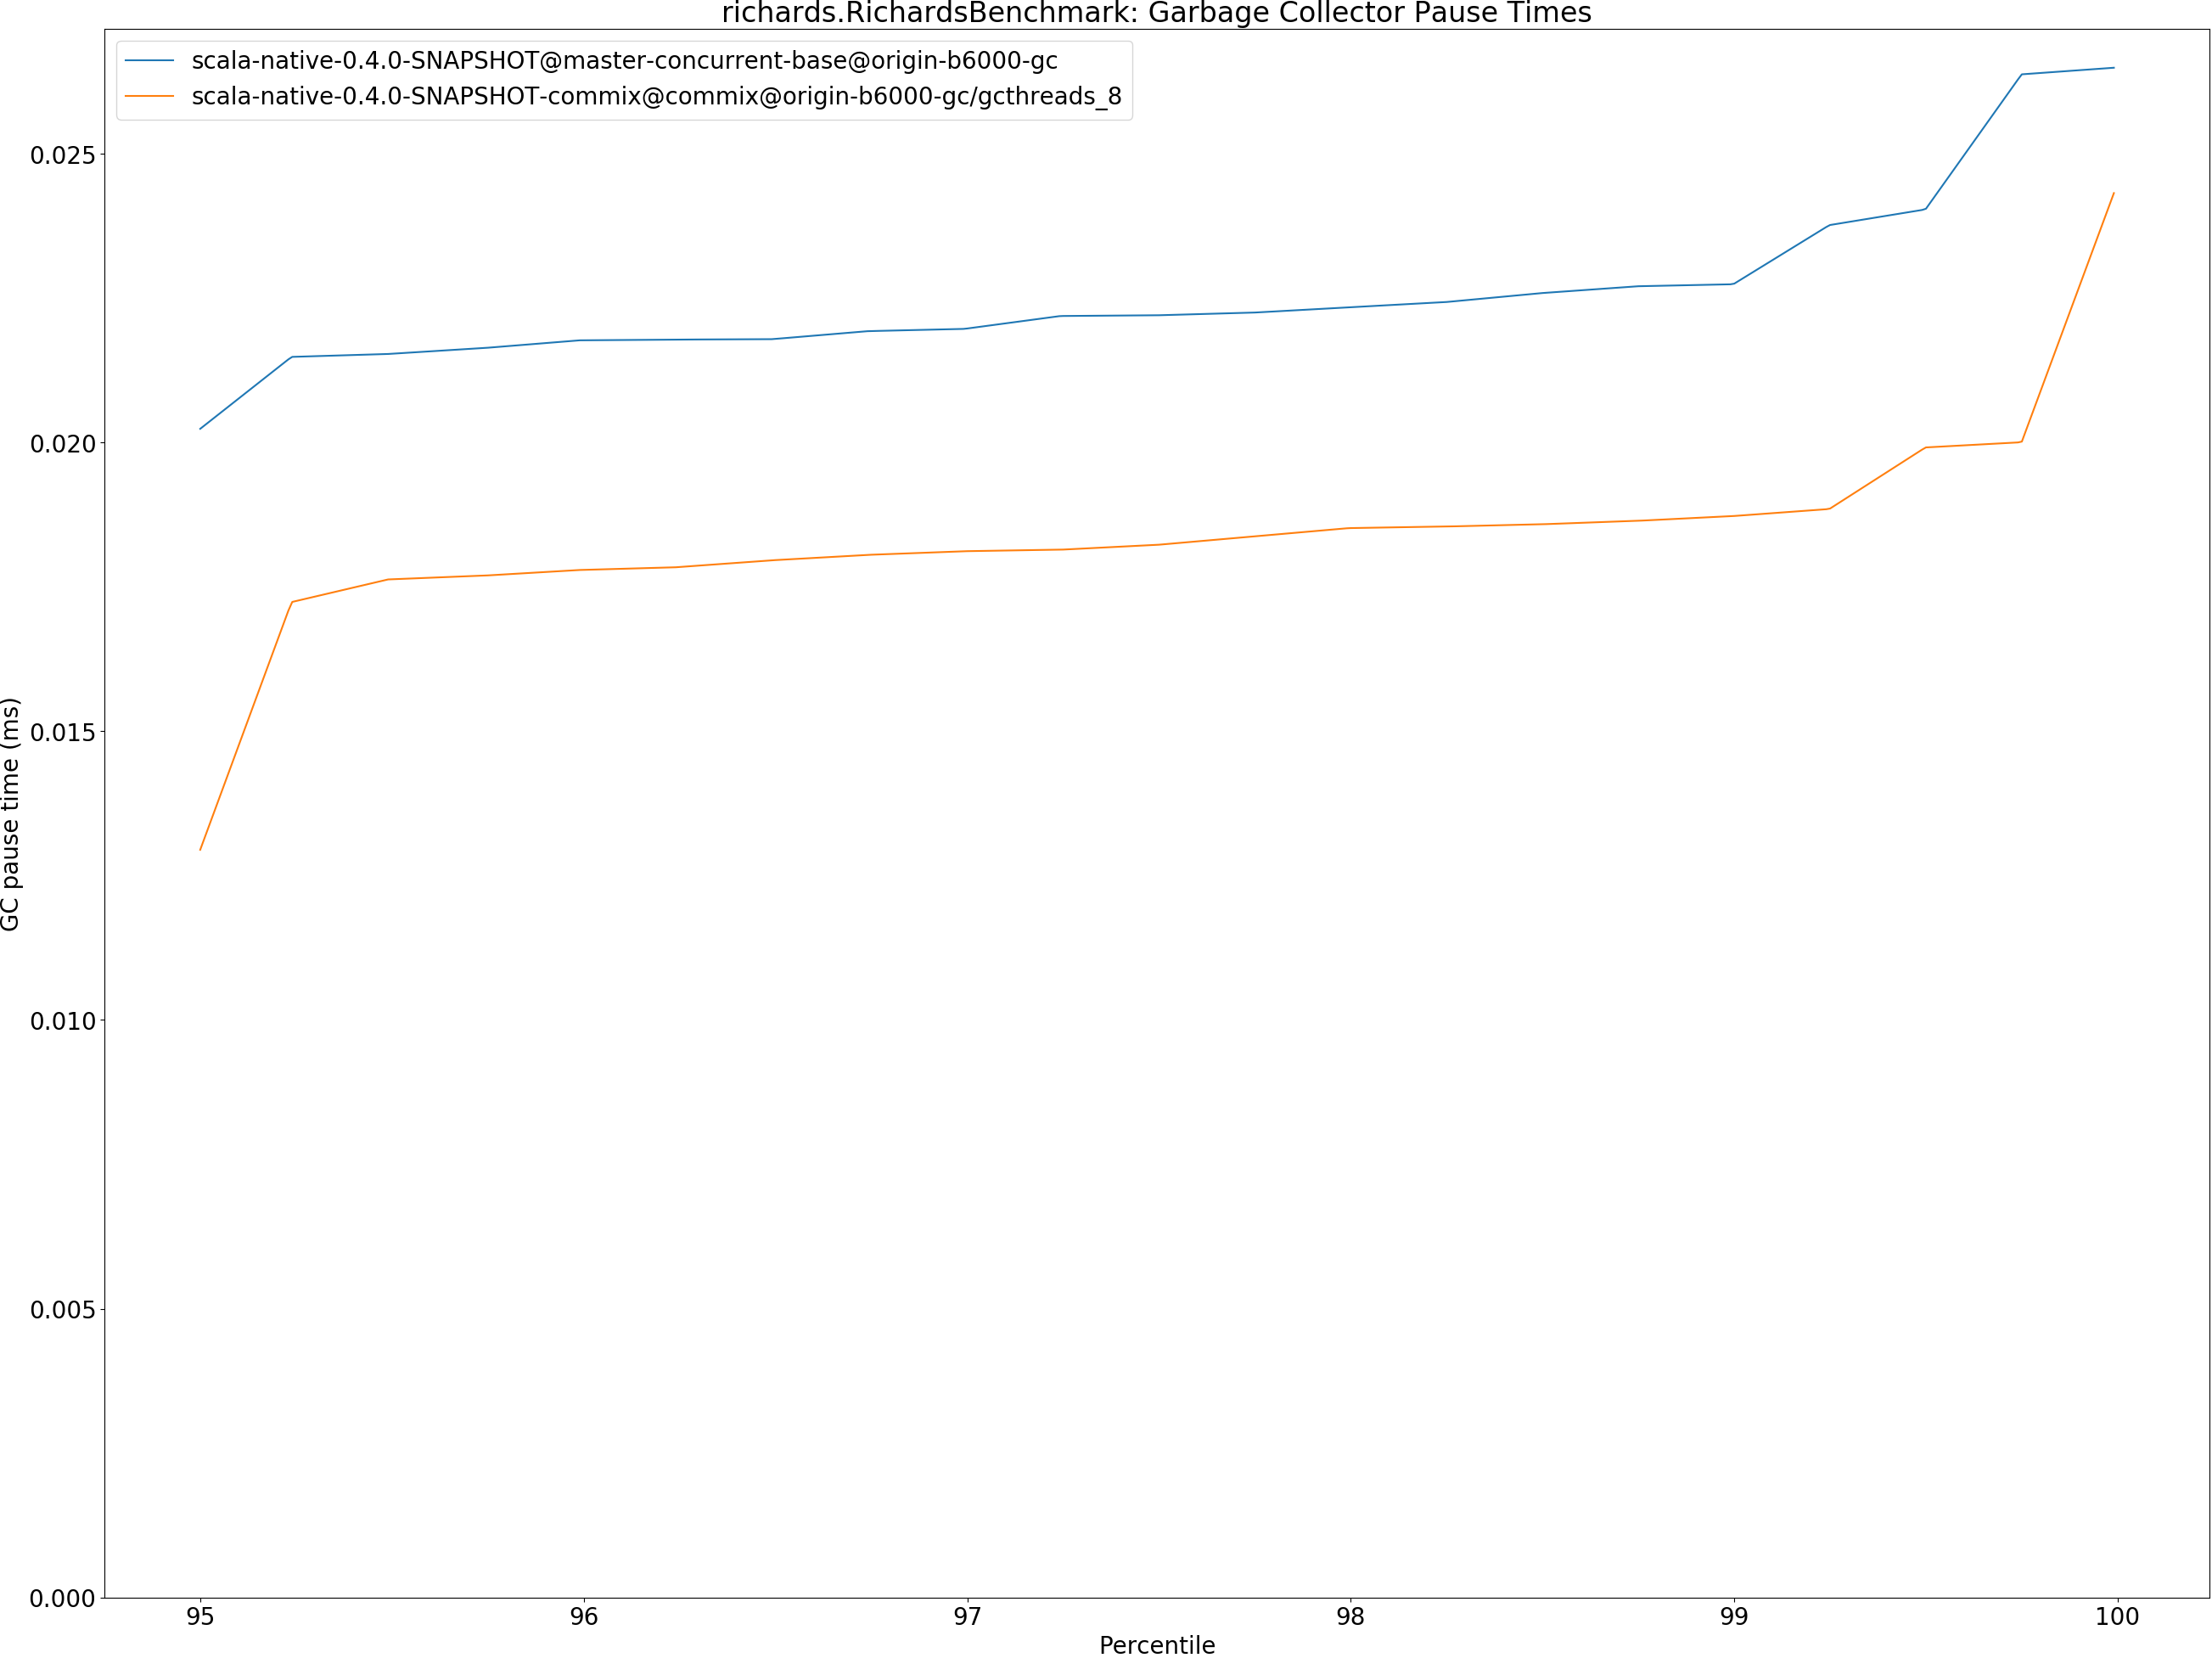 richards.RichardsBenchmark: Garbage Collector Pause Times
scala-native-0.4.0-SNAPSHOT@master-concurrent-base@origin-b6000-gc
scala-native-0.4.0-SNAPSHOT-commix@commix@origin-b6000-gc/gcthreads_8
0.025
0.020
0.015
0.010
0.005
0.000
GC pause time (ms)
95 96 97 98 99 100
Percentile